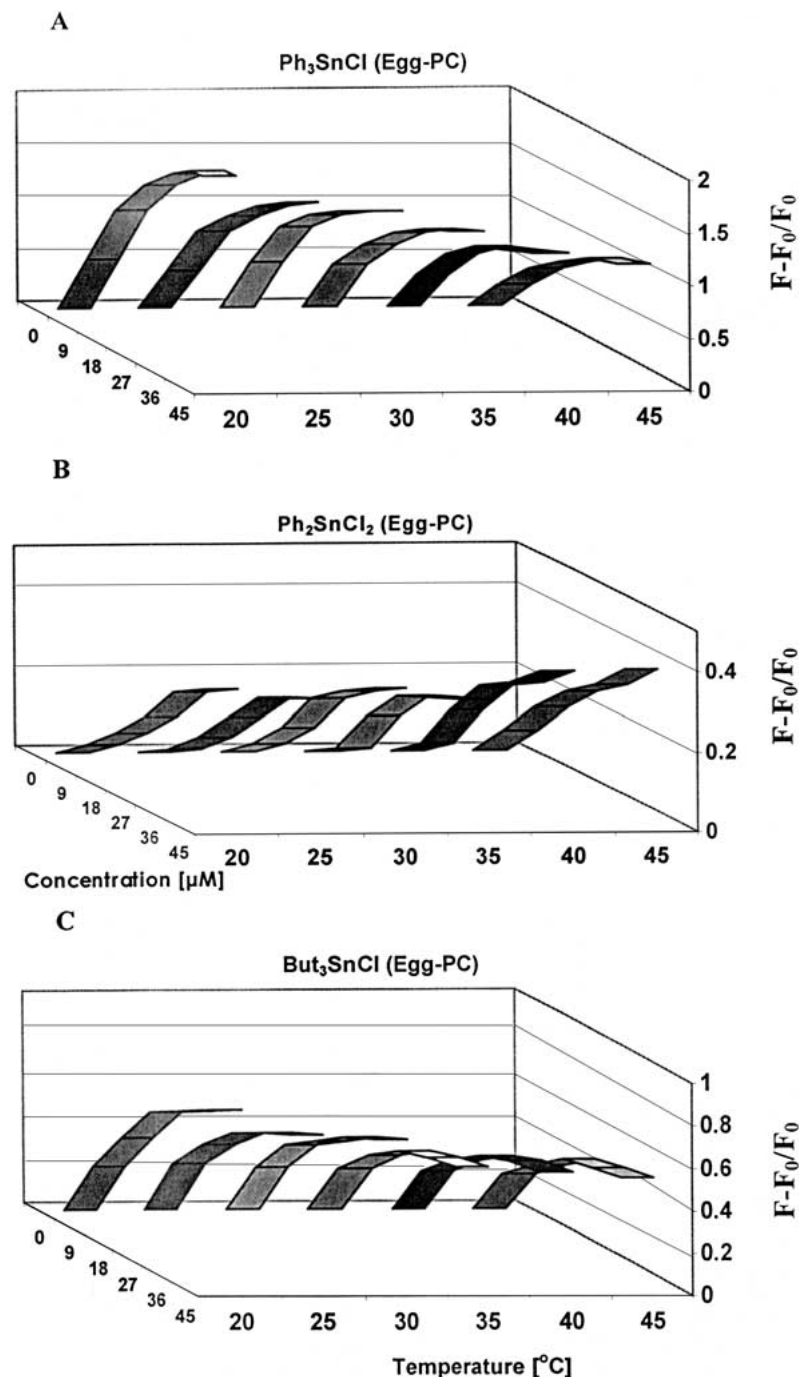 A
Ph₃SnCl (Egg-PC)
2
1.5
1
0.5
0
F-F₀/F₀
0
9
18
27
36
45
20 25 30 35 40 45
B
Ph₂SnCl₂ (Egg-PC)
0.4
0.2
0
F-F₀/F₀
0
9
18
27
36
45
20 25 30 35 40 45
Concentration [µM]
C
But₃SnCl (Egg-PC)
1
0.8
0.6
0.4
0.2
0
F-F₀/F₀
0
9
18
27
36
45
20 25 30 35 40 45
Temperature [°C]